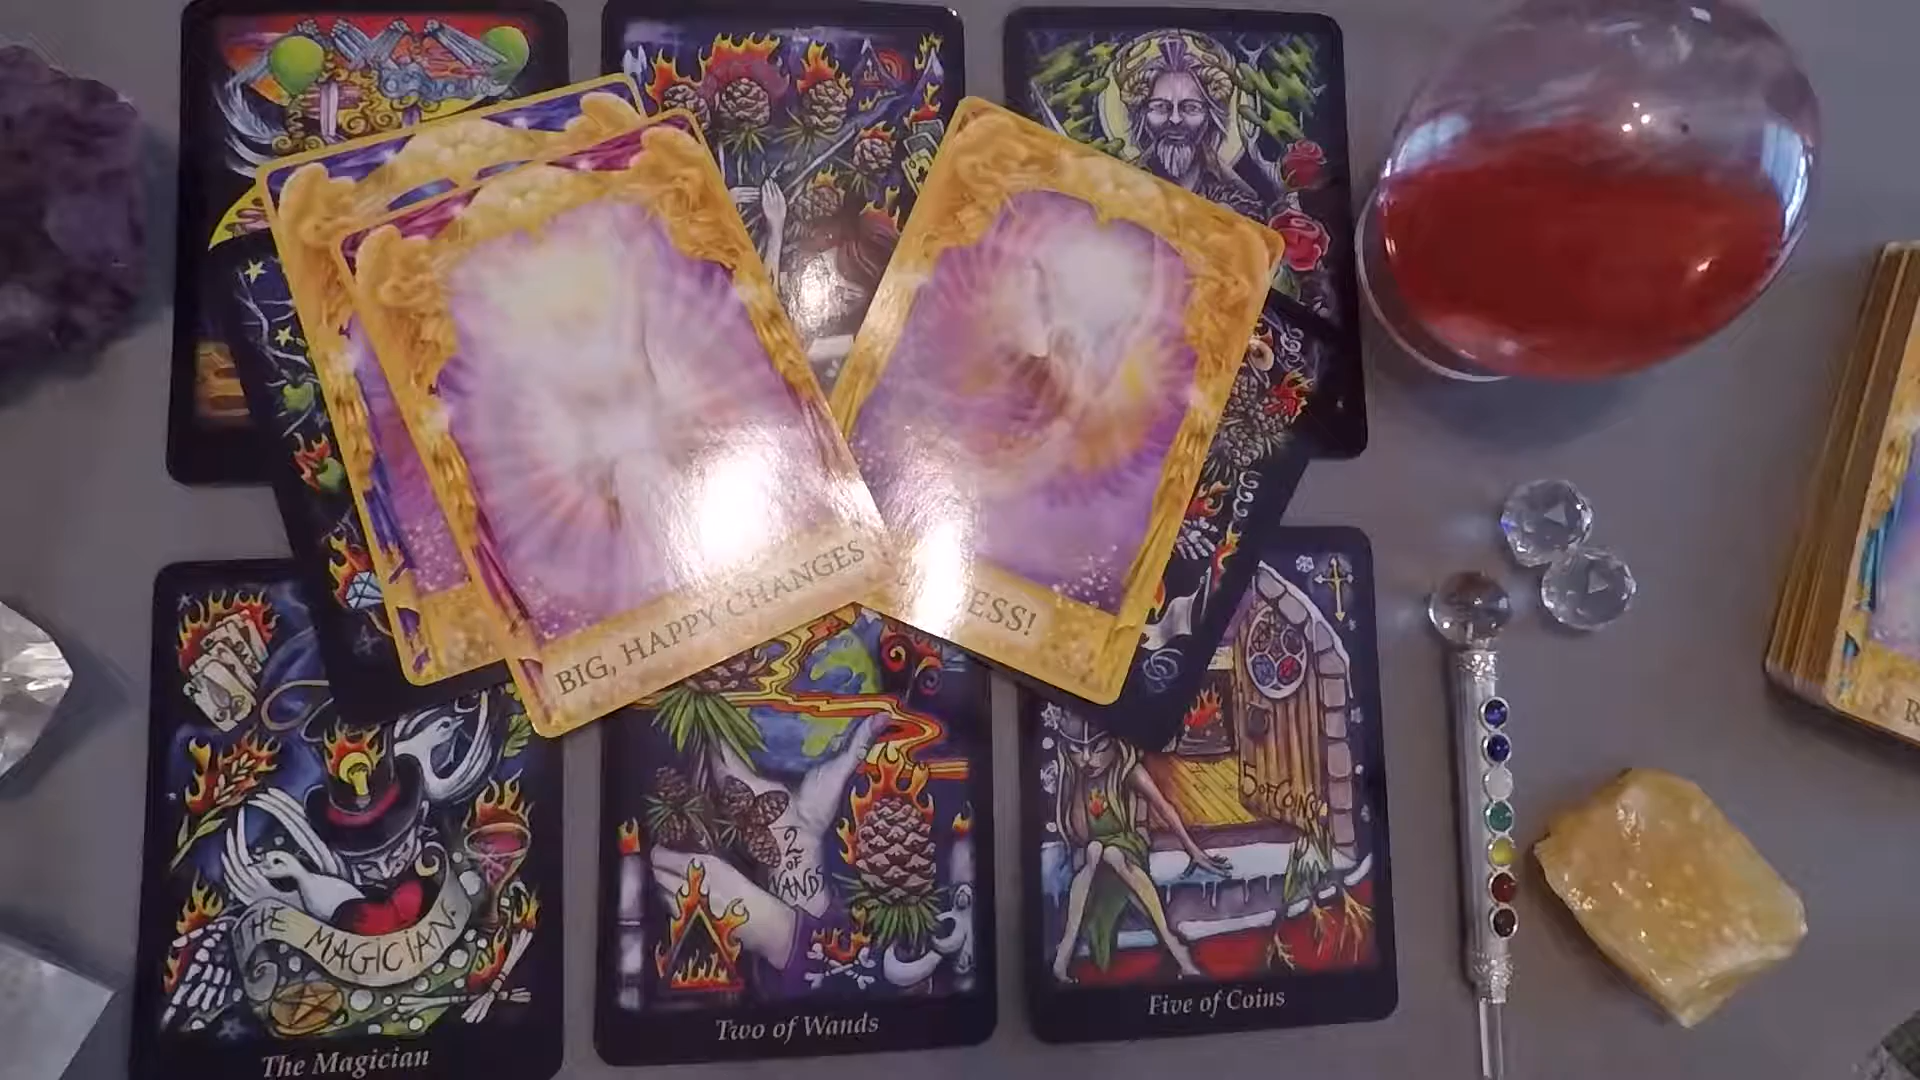 BIG, HAPPY CHANGES
ESS!
5 OF COINS
2
OF
WANDS
THE MAGICIAN
The Magician
Two of Wands
Five of Coins
R